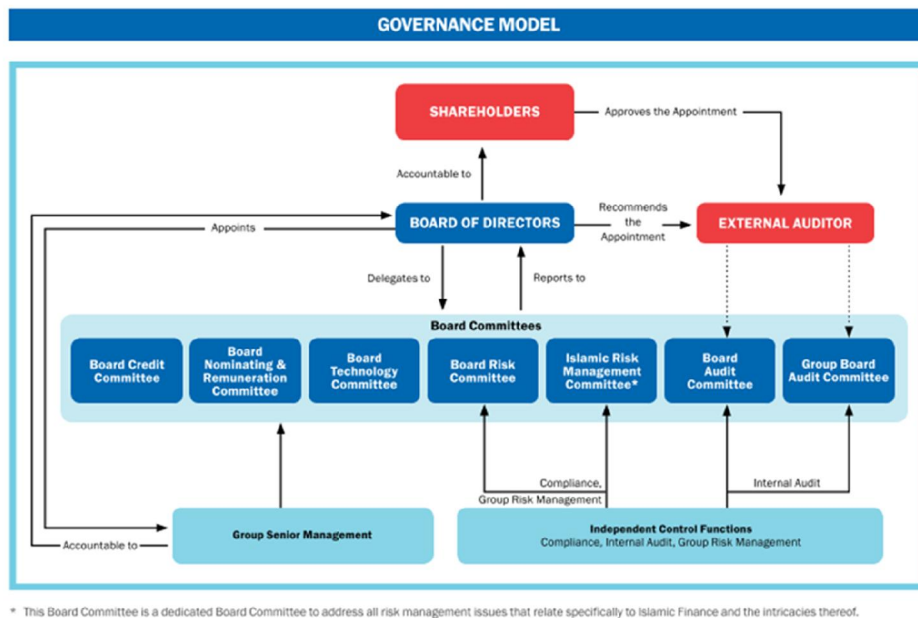 GOVERNANCE MODEL
SHAREHOLDERS
Approves the Appointment
Accountable to
Appoints
BOARD OF DIRECTORS
Recommends
the
Appointment
EXTERNAL AUDITOR
Delegates to
Reports to
Board Committees
Board Credit
Committee
Board
Nominating &
Remuneration
Committee
Board
Technology
Committee
Board Risk
Committee
Islamic Risk
Management
Committee*
Board
Audit
Committee
Group Board
Audit Committee
Compliance,
Group Risk Management
Internal Audit
Accountable to
Group Senior Management
Independent Control Functions
Compliance, Internal Audit, Group Risk Management
* This Board Committee is a dedicated Board Committee to address all risk management issues that relate specifically to Islamic Finance and the intricacies thereof.